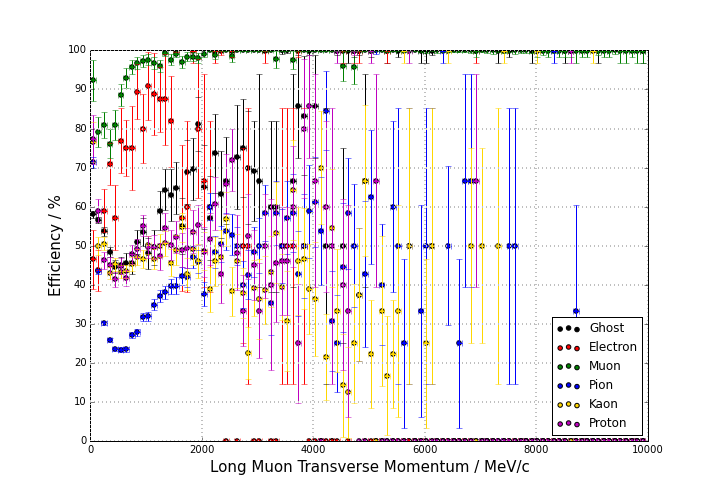 100
90
80
70
60
50
40
30
20
10
0
Efficiency / %
Ghost
Electron
Muon
Pion
Kaon
Proton
0 2000 4000 6000 8000 10000
Long Muon Transverse Momentum / MeV/c